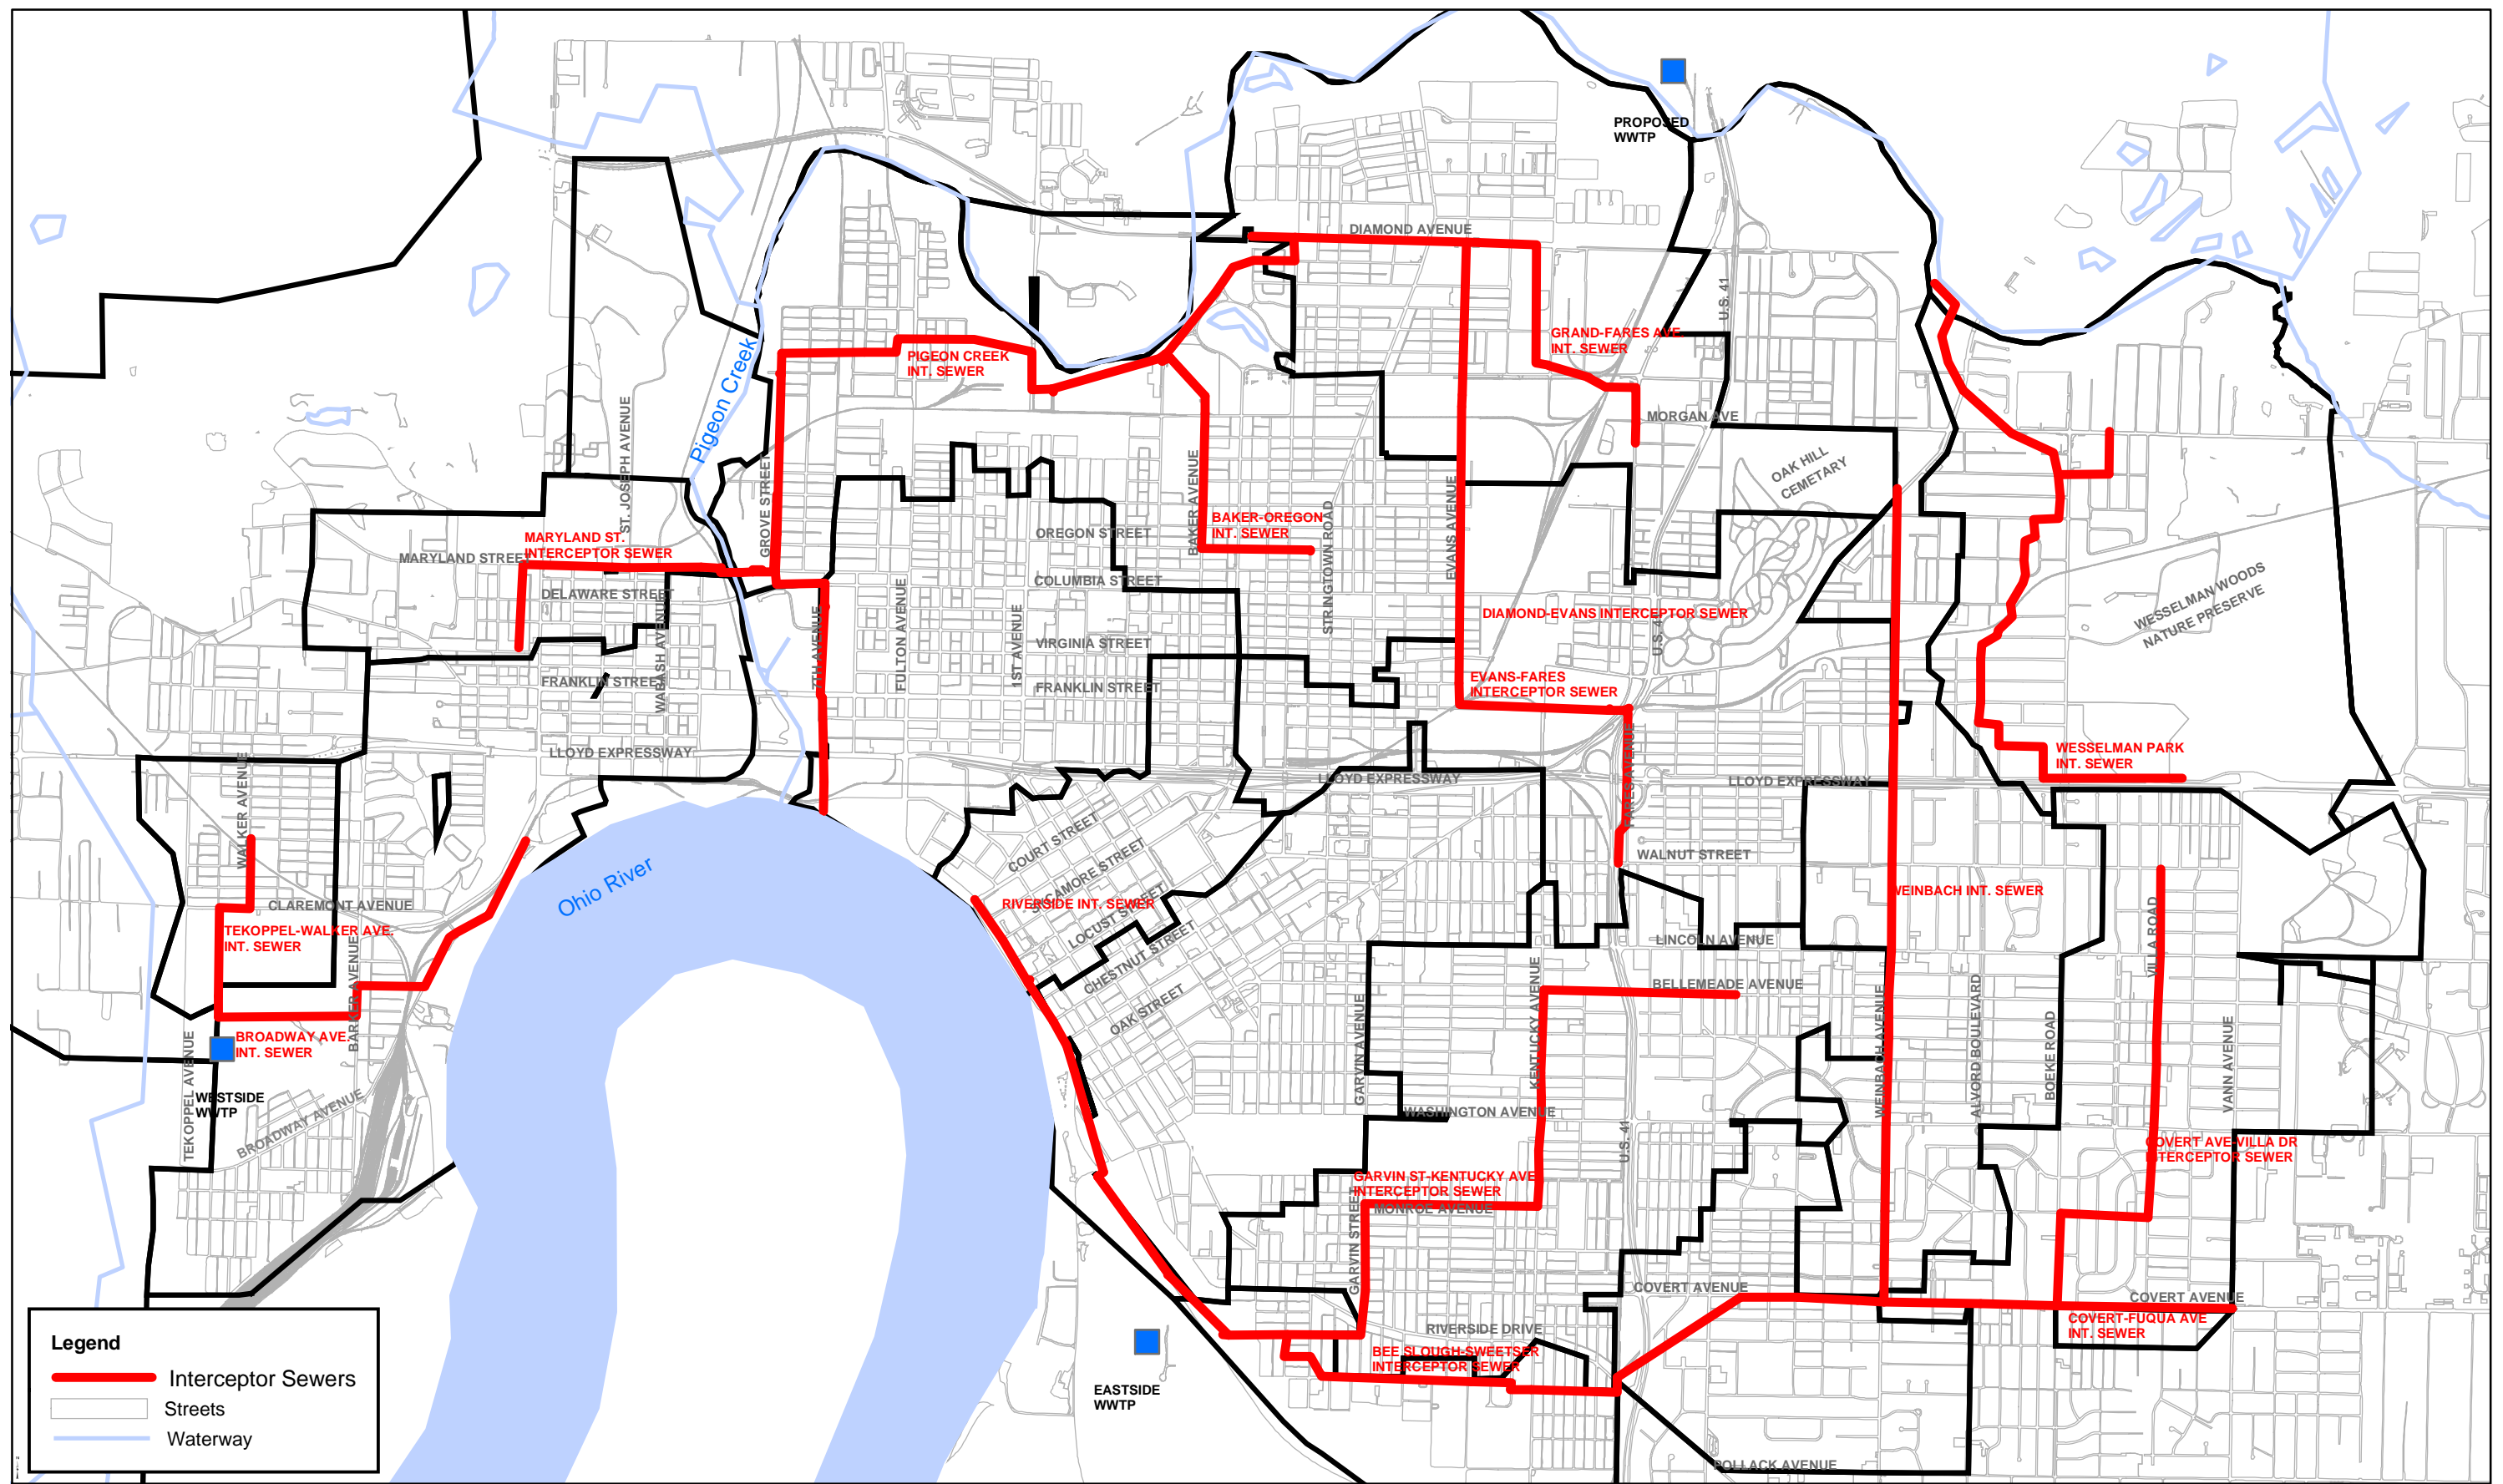 PROPOSED
WWTP
DIAMOND AVENUE
U.S. 41
GRAND-FARES AVE.
INT. SEWER
PIGEON CREEK
INT. SEWER
Pigeon Creek
ST. JOSEPH AVENUE
MORGAN AVE
OAK HILL
CEMETARY
GROVE STREET
BAKER AVENUE
STRINGTOWN ROAD
EVANS AVENUE
BAKER-OREGON
INT. SEWER
OREGON STREET
MARYLAND ST.
INTERCEPTOR SEWER
MARYLAND STREET
COLUMBIA STREET
DELAWARE STREET
WABASH AVENUE
7TH AVENUE
FULTON AVENUE
1ST AVENUE
VIRGINIA STREET
DIAMOND-EVANS INTERCEPTOR SEWER
U.S. 41
WESSELMAN WOODS
NATURE PRESERVE
FRANKLIN STREET
FRANKLIN STREET
EVANS-FARES
INTERCEPTOR SEWER
LLOYD EXPRESSWAY
LLOYD EXPRESSWAY
FARES AVENUE
LLOYD EXPRESSWAY
WESSELMAN PARK
INT. SEWER
WALKER AVENUE
COURT STREET
SYCAMORE STREET
LOCUST STREET
CHESTNUT STREET
OAK STREET
WALNUT STREET
Ohio River
CLAREMONT AVENUE
RIVERSIDE INT. SEWER
WEINBACH INT. SEWER
TEKOPPEL-WALKER AVE.
INT. SEWER
BARKER AVENUE
LINCOLN AVENUE
VILLA ROAD
BELLEMEADE AVENUE
GARVIN AVENUE
KENTUCKY AVENUE
WEINBACH AVENUE
ALVORD BOULEVARD
BOEKE ROAD
VANN AVENUE
BROADWAY AVE.
INT. SEWER
TEKOPPEL AVENUE
WESTSIDE
WWTP
BROADWAY AVENUE
WASHINGTON AVENUE
U.S. 41
COVERT AVE-VILLA DR
INTERCEPTOR SEWER
GARVIN ST-KENTUCKY AVE
INTERCEPTOR SEWER
MONROE AVENUE
GARVIN STREET
COVERT AVENUE
COVERT AVENUE
COVERT-FUQUA AVE
INT. SEWER
RIVERSIDE DRIVE
BEE SLOUGH-SWEETSER
INTERCEPTOR SEWER
EASTSIDE
WWTP
POLLACK AVENUE
Legend
Interceptor Sewers
Streets
Waterway